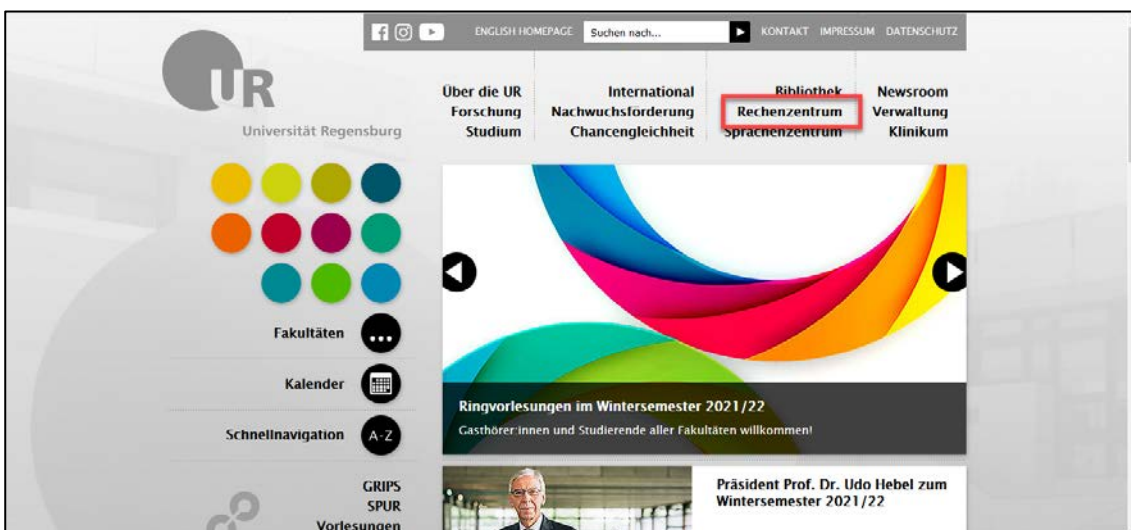 ENGLISH HOMEPAGE
Suchen nach...
KONTAKT IMPRESSUM DATENSCHUTZ
UR
Universität Regensburg
Über die UR
Forschung
Studium
International
Nachwuchsförderung
Chancengleichheit
Bibliothek
Rechenzentrum
Sprachenzentrum
Newsroom
Verwaltung
Klinikum
Fakultäten
Kalender
Schnellnavigation
A-Z
GRIPS
SPUR
Vorlesungen
Ringvorlesungen im Wintersemester 2021/22
Gasthörer:innen und Studierende aller Fakultäten willkommen!
Präsident Prof. Dr. Udo Hebel zum
Wintersemester 2021/22